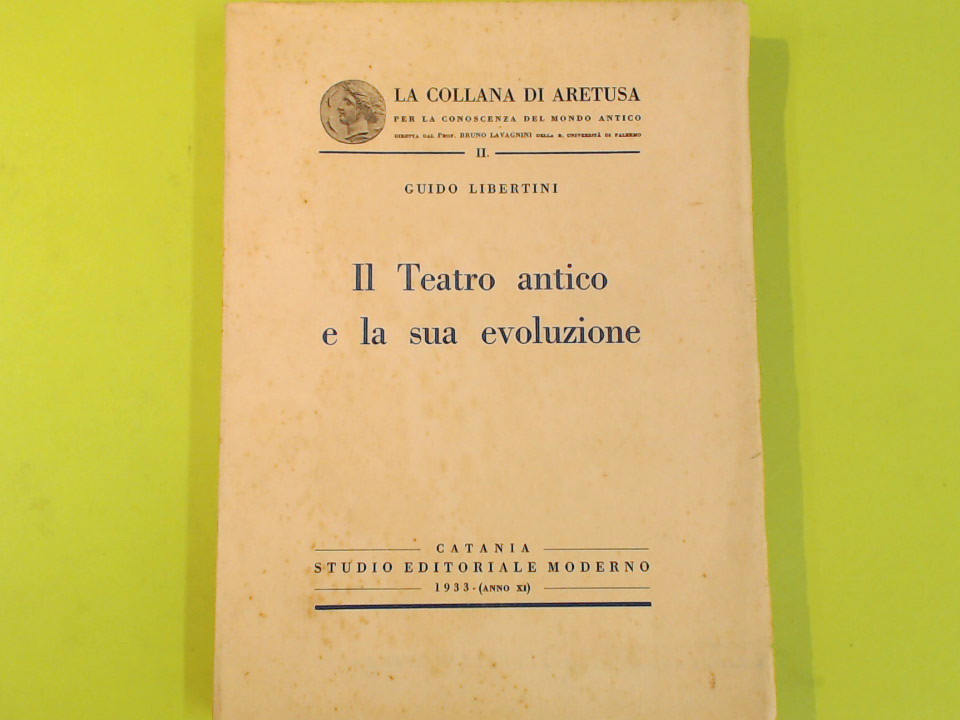 LA COLLANA DI ARETUSA
PER LA CONOSCENZA DEL MONDO ANTICO
DIRETTA DAL PROF. BRUNO LAVAGNINI DELLA R. UNIVERSITÀ DI PALERMO
II.
GUIDO LIBERTINI
Il Teatro antico
e la sua evoluzione
CATANIA
STUDIO EDITORIALE MODERNO
1933 - (ANNO XI)